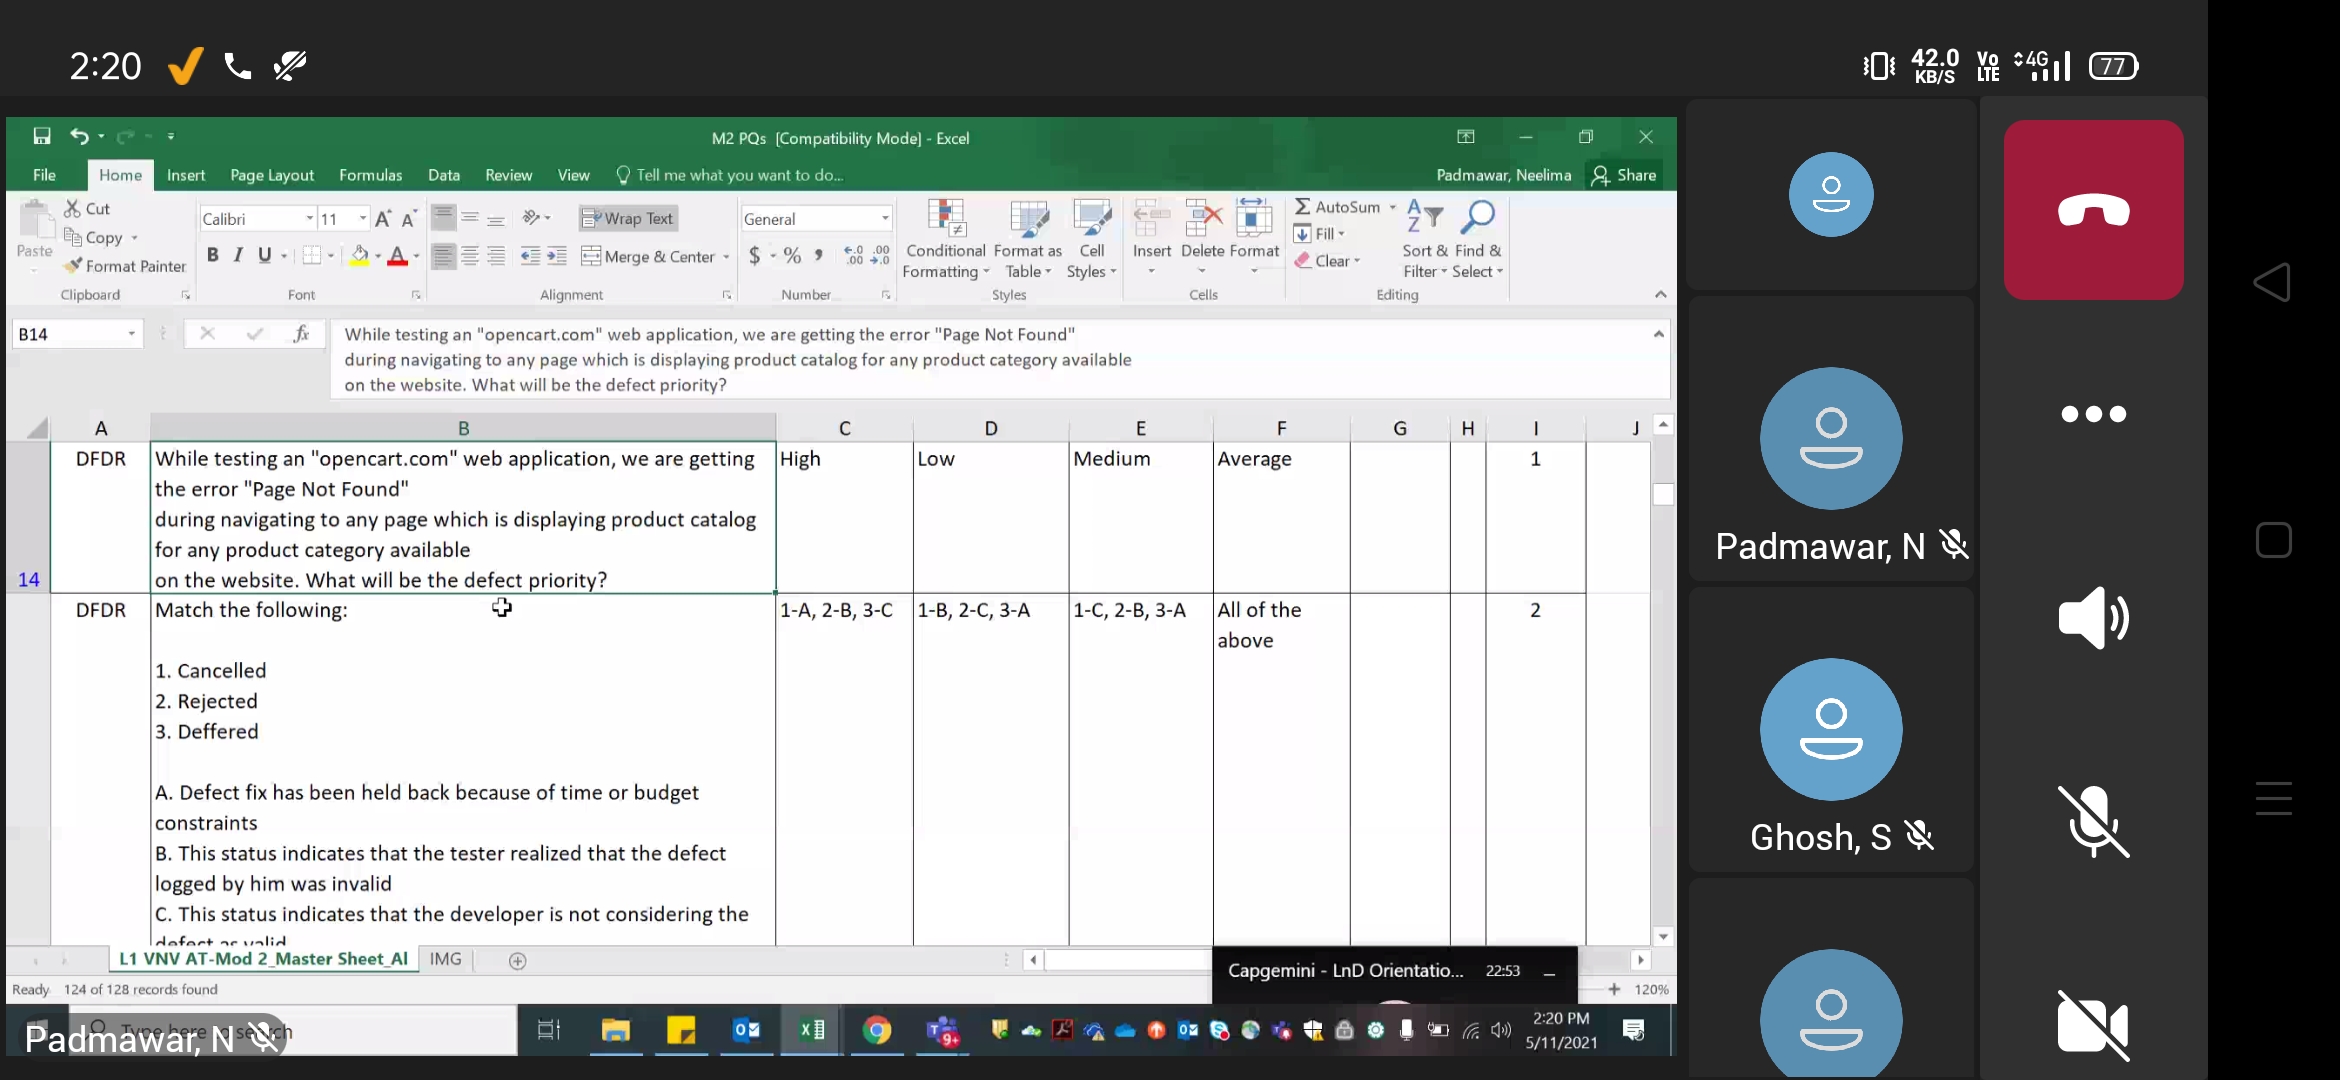 2:20
42.0 KB/S Vo LTE 4G 77
M2 PQs [Compatibility Mode] - Excel
File Home Insert Page Layout Formulas Data Review View Tell me what you want to do...
Padmawar, Neelima Share
Paste Cut
Copy
Format Painter
Clipboard
Calibri 11 A A
B I U A
Font
Wrap Text
Merge & Center
Alignment
General
$ % , .0 .00 .00 .0
Number
Conditional Formatting
Format as Table
Cell Styles
Styles
Insert Delete Format
Cells
AutoSum
Fill
Clear
Sort & Filter
Find & Select
Editing
B14 fx
While testing an "opencart.com" web application, we are getting the error "Page Not Found"
during navigating to any page which is displaying product catalog for any product category available
on the website. What will be the defect priority?
A B C D E F G H I J
14
DFDR
While testing an "opencart.com" web application, we are getting
the error "Page Not Found"
during navigating to any page which is displaying product catalog
for any product category available
on the website. What will be the defect priority?
High Low Medium Average 1
DFDR
Match the following:
1. Cancelled
2. Rejected
3. Deffered
A. Defect fix has been held back because of time or budget
constraints
B. This status indicates that the tester realized that the defect
logged by him was invalid
C. This status indicates that the developer is not considering the
defect as valid
1-A, 2-B, 3-C 1-B, 2-C, 3-A 1-C, 2-B, 3-A All of the
above
2
L1 VNV AT-Mod 2_Master Sheet_Al IMG
Ready 124 of 128 records found
Capgemini - LnD Orientatio... 22:53
120%
Type here to search
Padmawar, N
9+
2:20 PM
5/11/2021
Padmawar, N
Ghosh, S